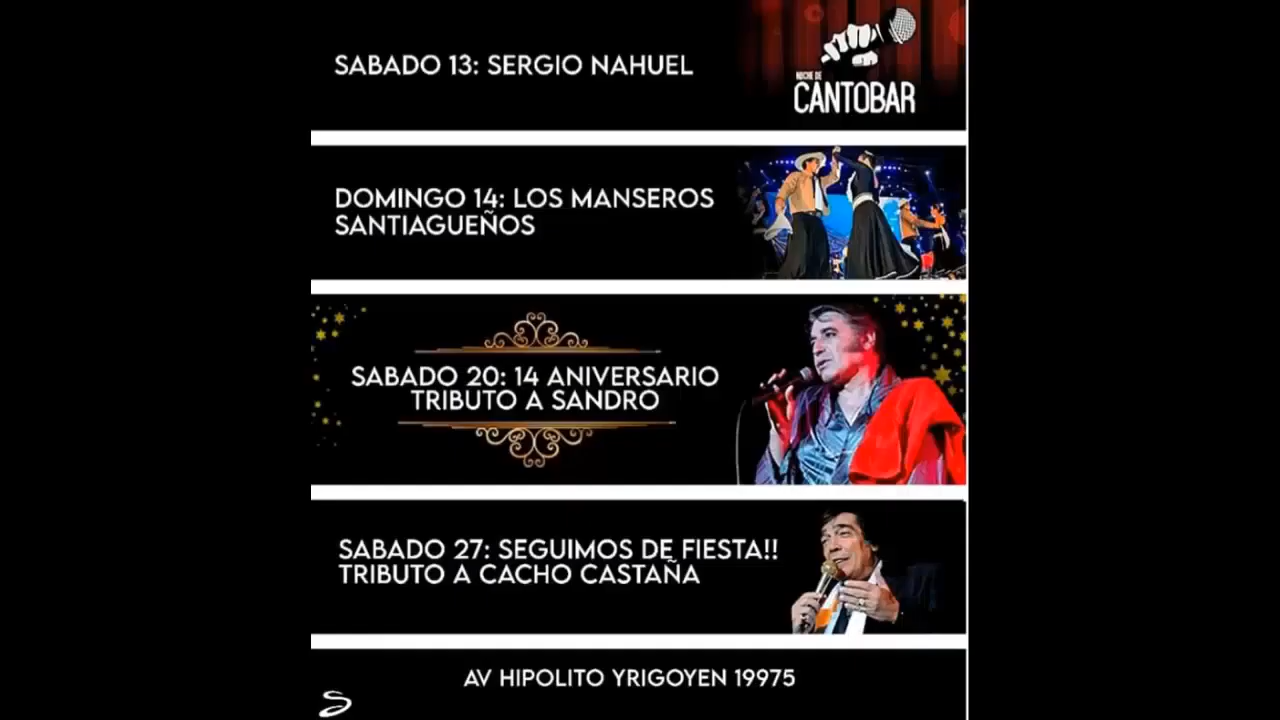 SABADO 13: SERGIO NAHUEL
NOCHE DE
CANTOBAR
DOMINGO 14: LOS MANSEROS
SANTIAGUEÑOS
SABADO 20: 14 ANIVERSARIO
TRIBUTO A SANDRO
SABADO 27: SEGUIMOS DE FIESTA!!
TRIBUTO A CACHO CASTAÑA
AV HIPOLITO YRIGOYEN 19975